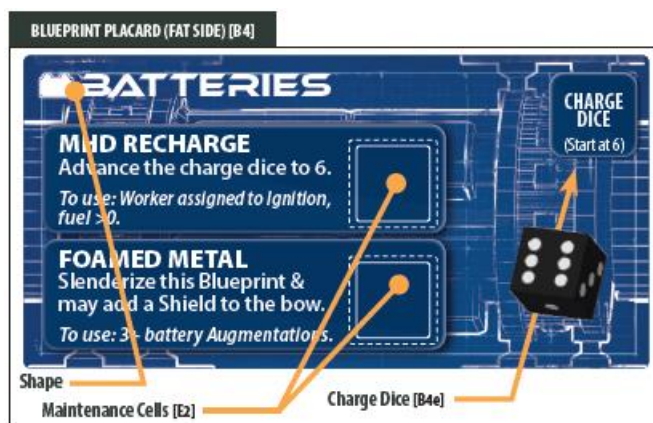 BLUEPRINT PLACARD (FAT SIDE) [B4]
BATTERIES
CHARGE
DICE
(Start at 6)
MHD RECHARGE
Advance the charge dice to 6.
To use: Worker assigned to Ignition,
fuel >0.
FOAMED METAL
Slenderize this Blueprint &
may add a Shield to the bow.
To use: 3+ battery Augmentations.
Shape
Maintenance Cells [E2]
Charge Dice [B4e]